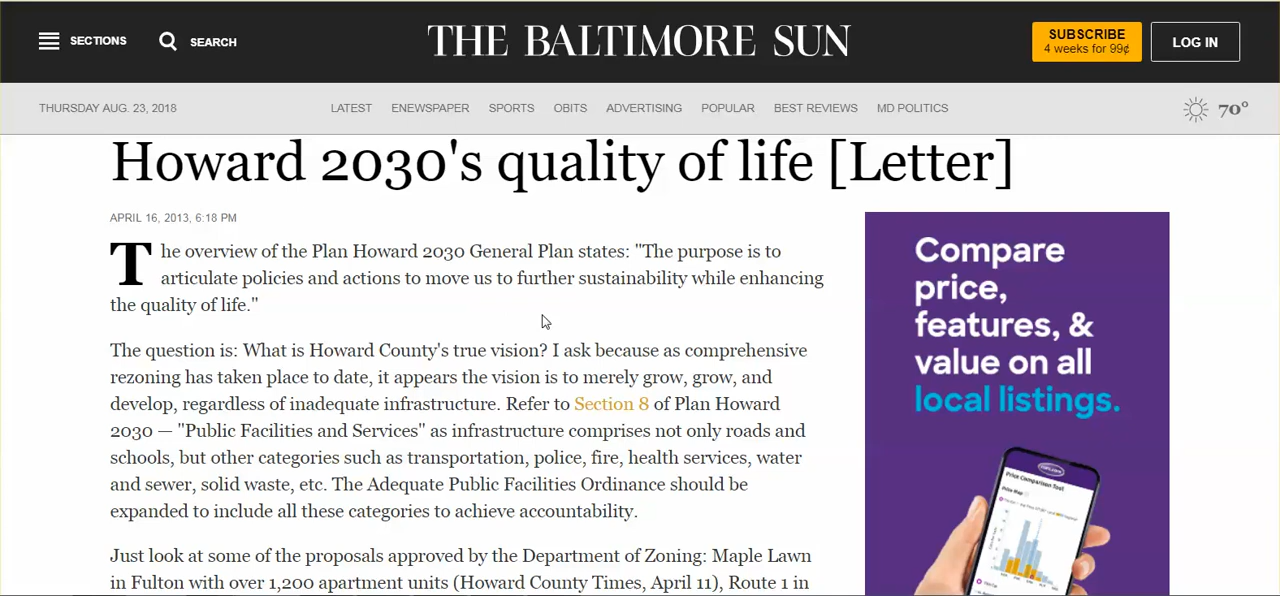 SECTIONS
SEARCH
THE BALTIMORE SUN
SUBSCRIBE
4 weeks for 99¢
LOG IN
THURSDAY AUG. 23, 2018
LATEST ENEWSPAPER SPORTS OBITS ADVERTISING POPULAR BEST REVIEWS MD POLITICS
70°
Howard 2030's quality of life [Letter]
APRIL 16, 2013, 6:18 PM
The overview of the Plan Howard 2030 General Plan states: "The purpose is to
articulate policies and actions to move us to further sustainability while enhancing
the quality of life."
The question is: What is Howard County's true vision? I ask because as comprehensive
rezoning has taken place to date, it appears the vision is to merely grow, grow, and
develop, regardless of inadequate infrastructure. Refer to Section 8 of Plan Howard
2030 — "Public Facilities and Services" as infrastructure comprises not only roads and
schools, but other categories such as transportation, police, fire, health services, water
and sewer, solid waste, etc. The Adequate Public Facilities Ordinance should be
expanded to include all these categories to achieve accountability.
Just look at some of the proposals approved by the Department of Zoning: Maple Lawn
in Fulton with over 1,200 apartment units (Howard County Times, April 11), Route 1 in
Compare
price,
features, &
value on all
local listings.
cars.com
Price Comparison Tool
Price Map